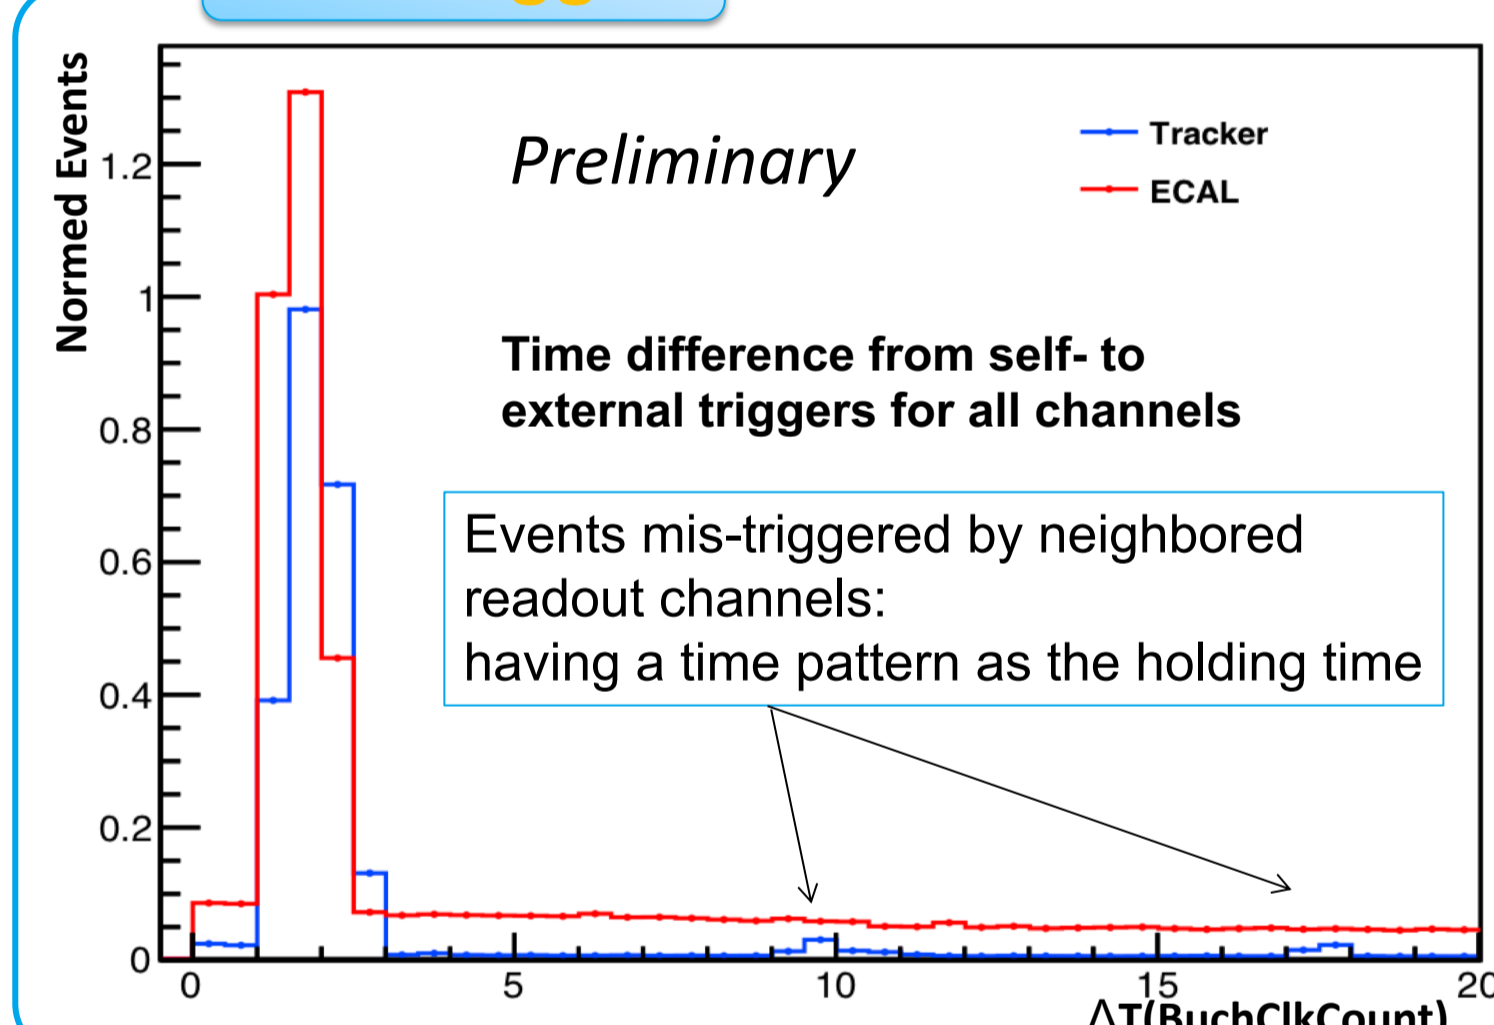 Normed Events
Preliminary
Tracker
ECAL
Time difference from self- to
external triggers for all channels
Events mis-triggered by neighbored
readout channels:
having a time pattern as the holding time
1.2
1
0.8
0.6
0.4
0.2
0
0
5
10
15
20
ΔT(BuchClkCount)